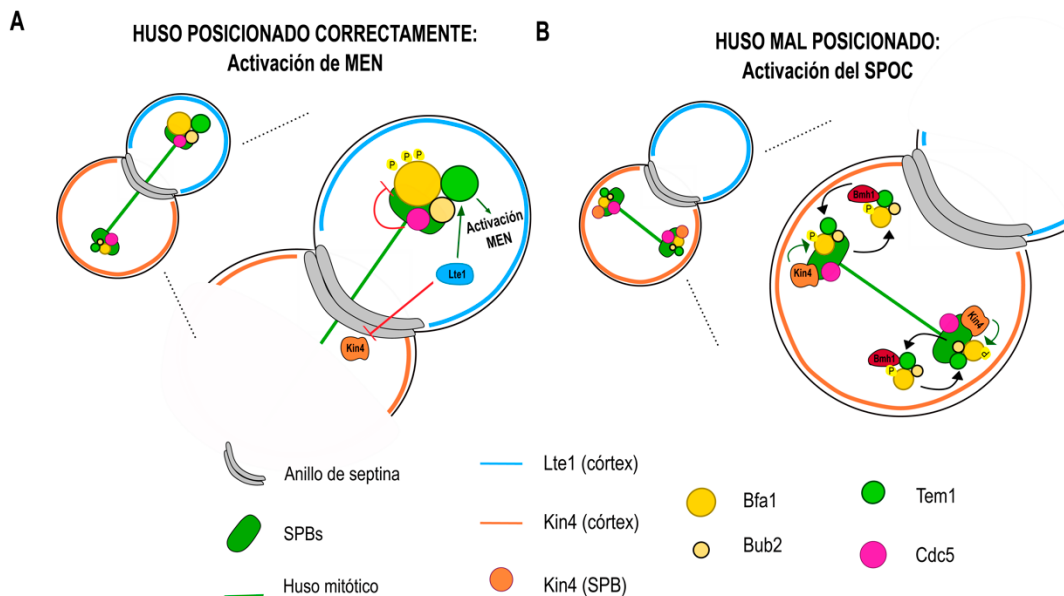 A
HUSO POSICIONADO CORRECTAMENTE:
Activación de MEN
P P P
Activación
MEN
Lte1
Kin4
B
HUSO MAL POSICIONADO:
Activación del SPOC
Bmh1
P
P
Kin4
Kin4
Bmh1
P
P
Anillo de septina
SPBs
Huso mitótico
Lte1 (córtex)
Kin4 (córtex)
Kin4 (SPB)
Bfa1
Bub2
Tem1
Cdc5